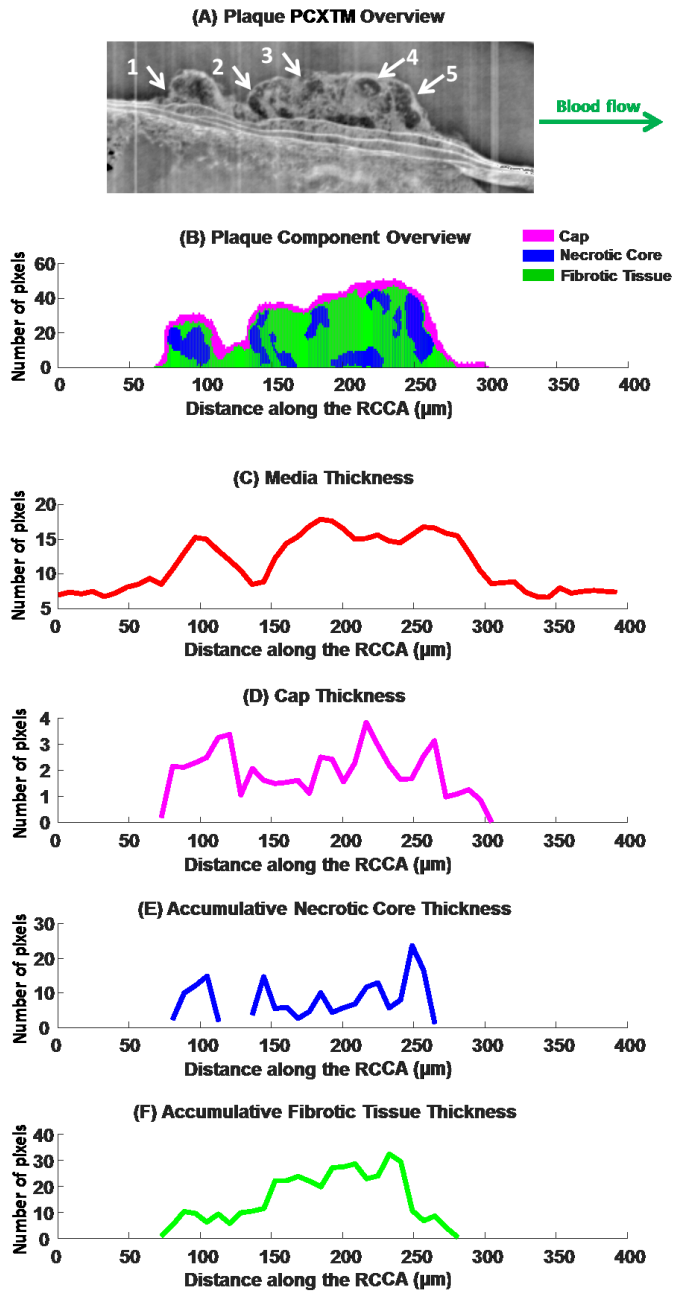 (A) Plaque PCXTM Overview
1 2 3 4 5
Blood flow
(B) Plaque Component Overview
Cap
Necrotic Core
Fibrotic Tissue
Number of pixels
60
40
20
0
0 50 100 150 200 250 300 350 400
Distance along the RCCA (µm)
(C) Media Thickness
Number of pixels
20
15
10
5
0 50 100 150 200 250 300 350 400
Distance along the RCCA (µm)
(D) Cap Thickness
Number of pixels
4
3
2
1
0
0 50 100 150 200 250 300 350 400
Distance along the RCCA (µm)
(E) Accumulative Necrotic Core Thickness
Number of pixels
30
20
10
0
0 50 100 150 200 250 300 350 400
Distance along the RCCA (µm)
(F) Accumulative Fibrotic Tissue Thickness
Number of pixels
40
30
20
10
0
0 50 100 150 200 250 300 350 400
Distance along the RCCA (µm)